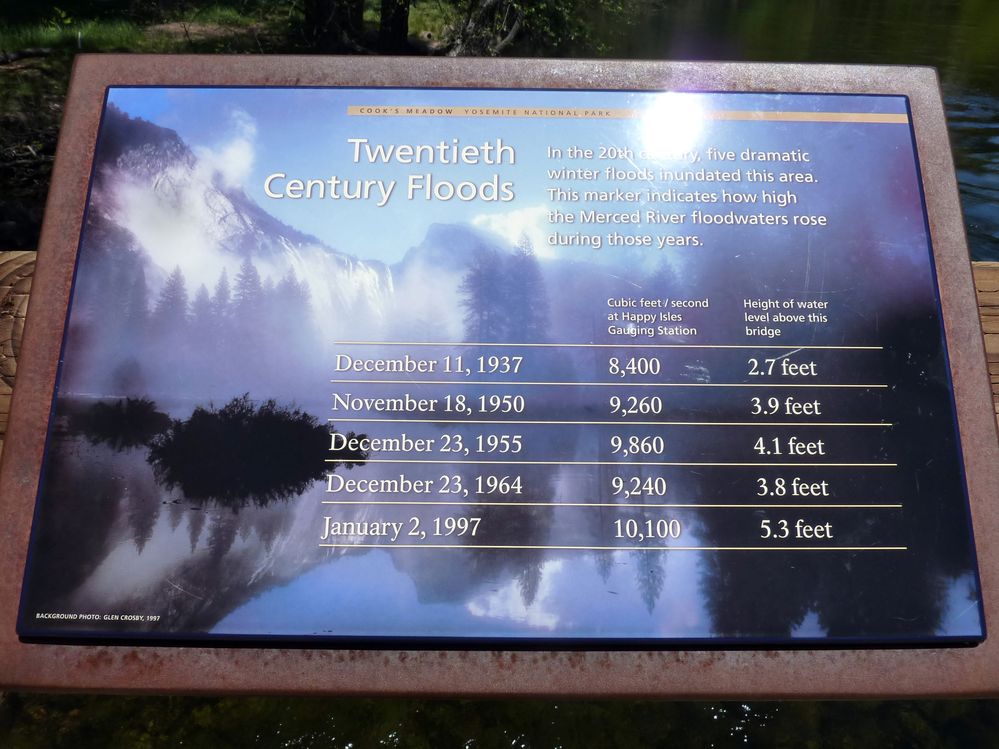 COOK'S MEADOW YOSEMITE NATIONAL PARK
Twentieth
Century Floods
In the 20th century, five dramatic
winter floods inundated this area.
This marker indicates how high
the Merced River floodwaters rose
during those years.
Cubic feet / second
at Happy Isles
Gauging Station
Height of water
level above this
bridge
December 11, 1937 8,400 2.7 feet
November 18, 1950 9,260 3.9 feet
December 23, 1955 9,860 4.1 feet
December 23, 1964 9,240 3.8 feet
January 2, 1997 10,100 5.3 feet
BACKGROUND PHOTO: GLEN CROSBY, 1997